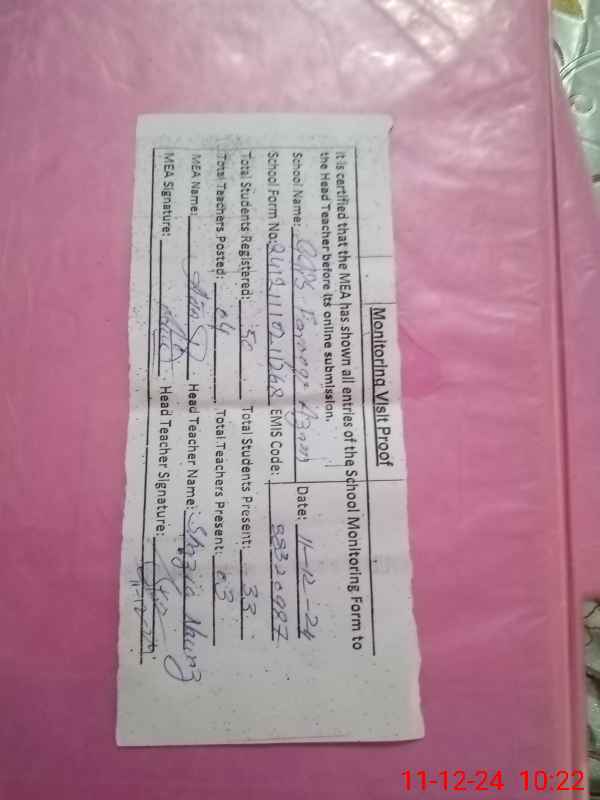 Monitoring Visit Proof
It is certified that the MEA has shown all entries of the School Monitoring Form to
the Head Teacher before its online submission.
School Name: Date: 11-12-24
School Form No: EMIS Code:
Total Students Registered: 50 Total Students Present: 33
Total Teachers Posted: 04 Total Teachers Present: 03
MEA Name: Head Teacher Name: Shazia
MEA Signature: Head Teacher Signature:
11-12-24 10:22